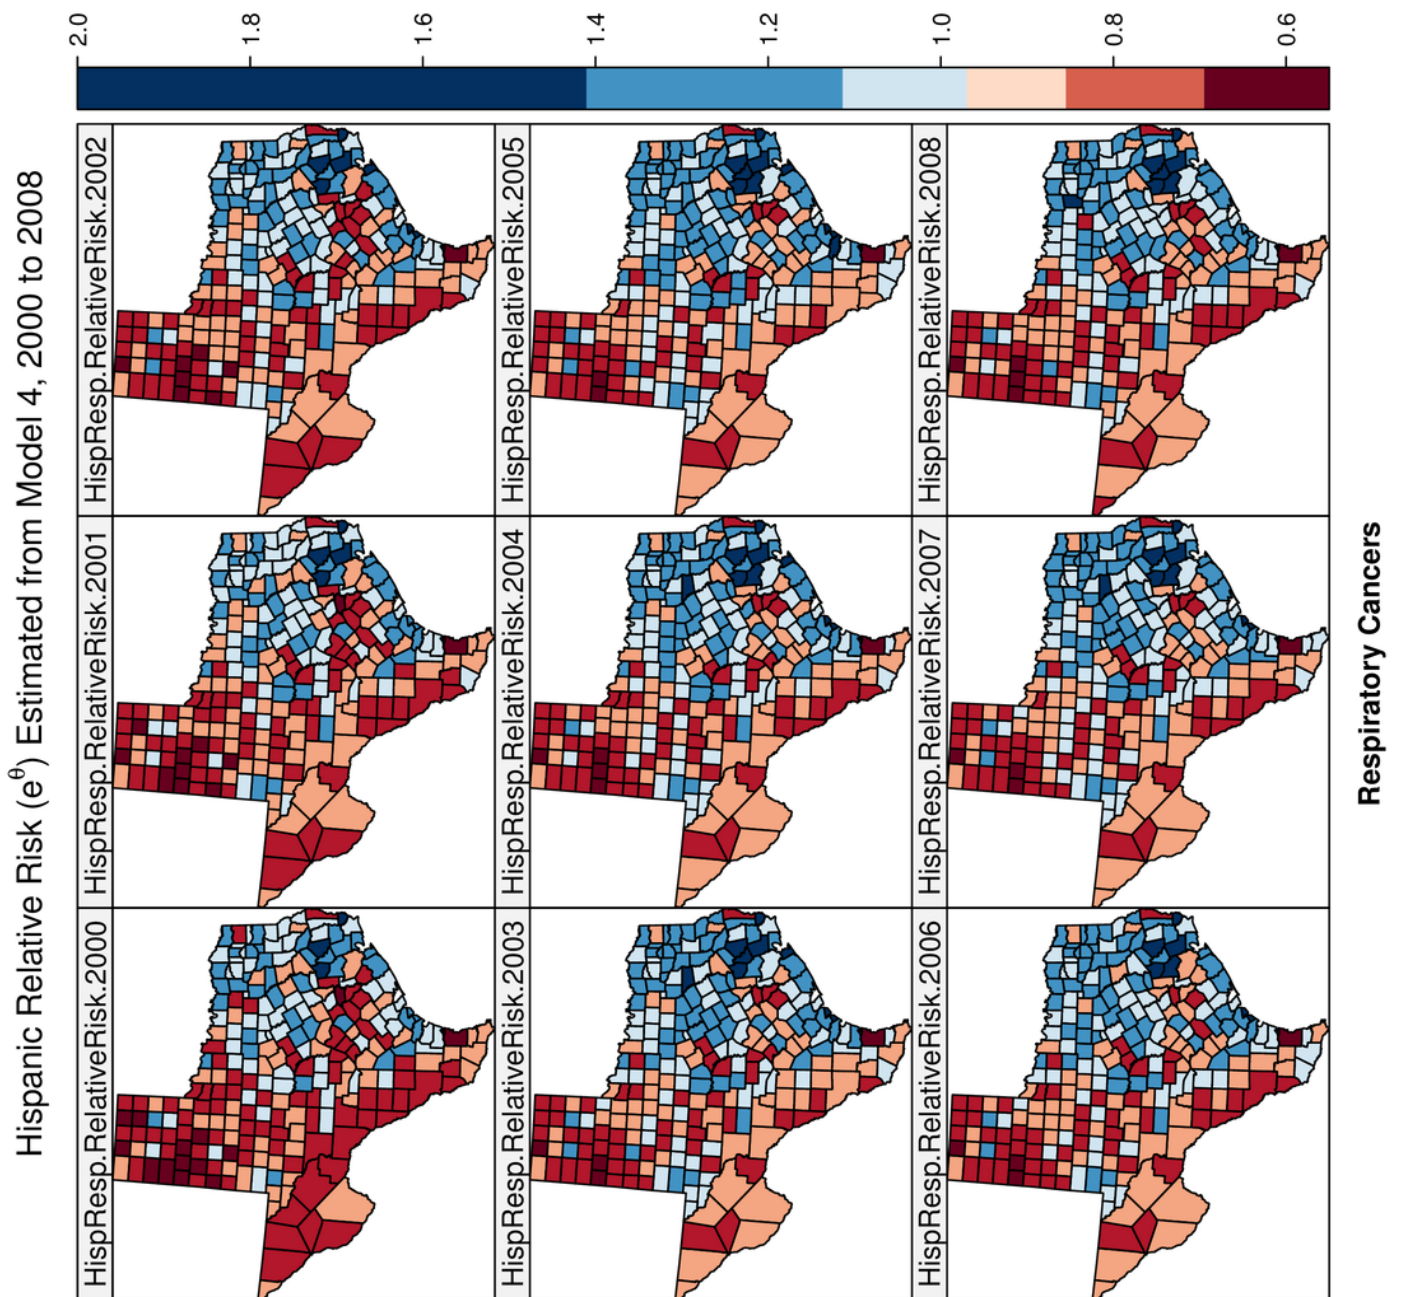 Hispanic Relative Risk (e^θ) Estimated from Model 4, 2000 to 2008
HispResp.RelativeRisk.2000
HispResp.RelativeRisk.2001
HispResp.RelativeRisk.2002
HispResp.RelativeRisk.2003
HispResp.RelativeRisk.2004
HispResp.RelativeRisk.2005
HispResp.RelativeRisk.2006
HispResp.RelativeRisk.2007
HispResp.RelativeRisk.2008
2.0
1.8
1.6
1.4
1.2
1.0
0.8
0.6
Respiratory Cancers